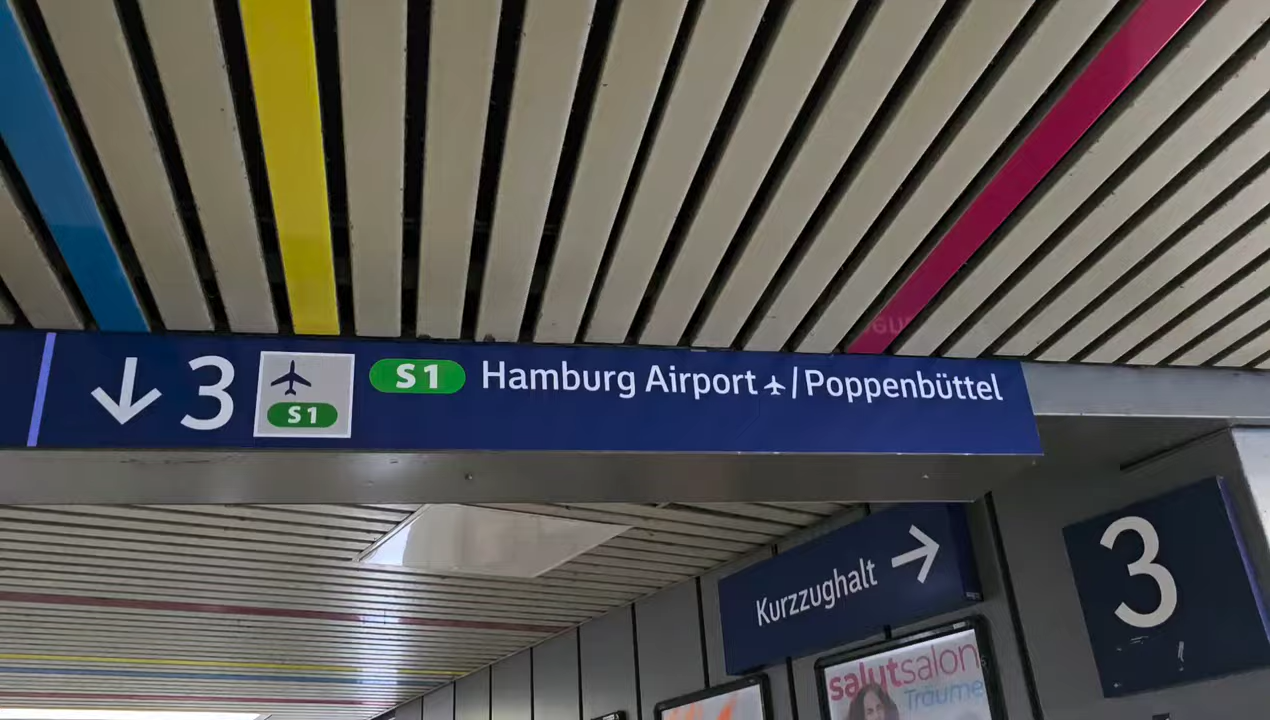 3
S1
S1 Hamburg Airport / Poppenbüttel
Kurzzughalt
3
salutsalon
Träume